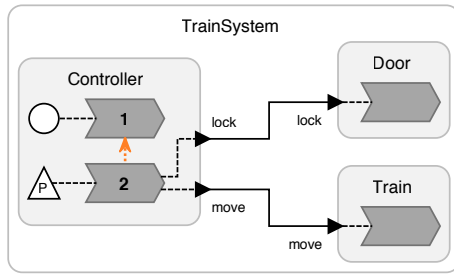 TrainSystem
Controller
Door
1
lock
lock
P
2
Train
move
move